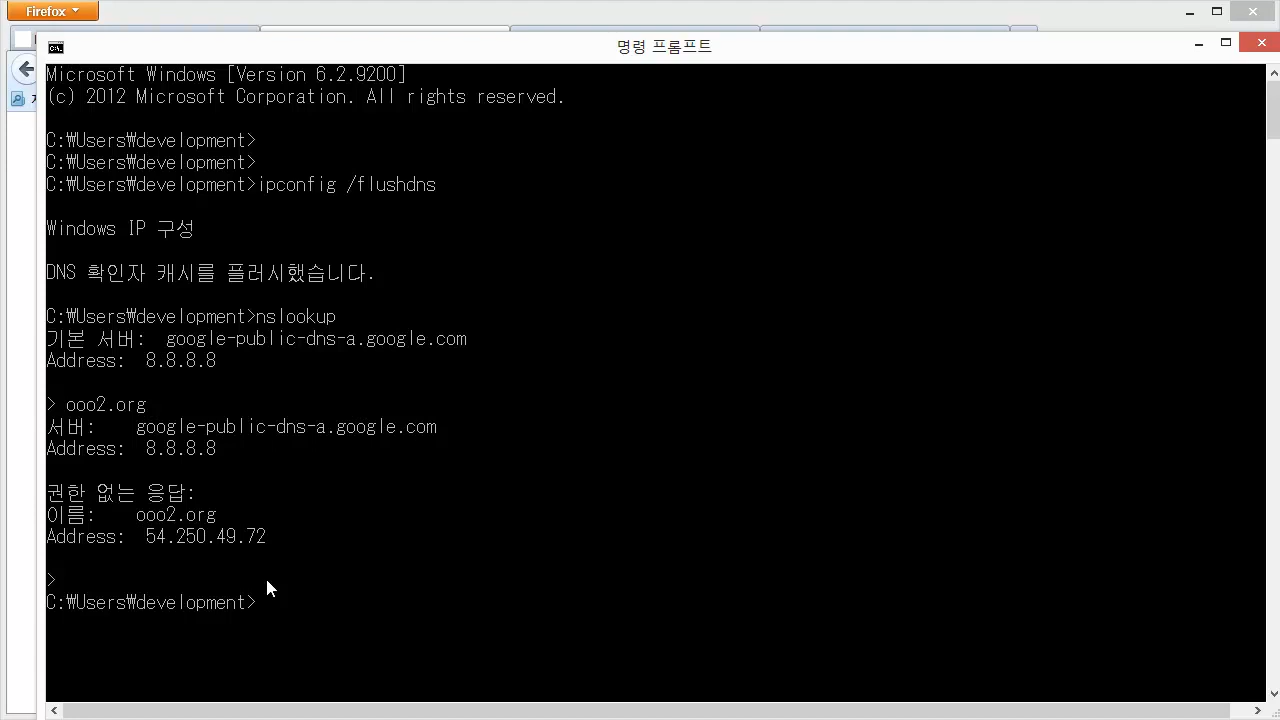 Firefox
명령 프롬프트
Microsoft Windows [Version 6.2.9200]
(c) 2012 Microsoft Corporation. All rights reserved.
C:₩Users₩development>
C:₩Users₩development>
C:₩Users₩development>ipconfig /flushdns
Windows IP 구성
DNS 확인자 캐시를 플러시했습니다.
C:₩Users₩development>nslookup
기본 서버:  google-public-dns-a.google.com
Address:  8.8.8.8
> ooo2.org
서버:    google-public-dns-a.google.com
Address:  8.8.8.8
권한 없는 응답:
이름:    ooo2.org
Address:  54.250.49.72
>
C:₩Users₩development>